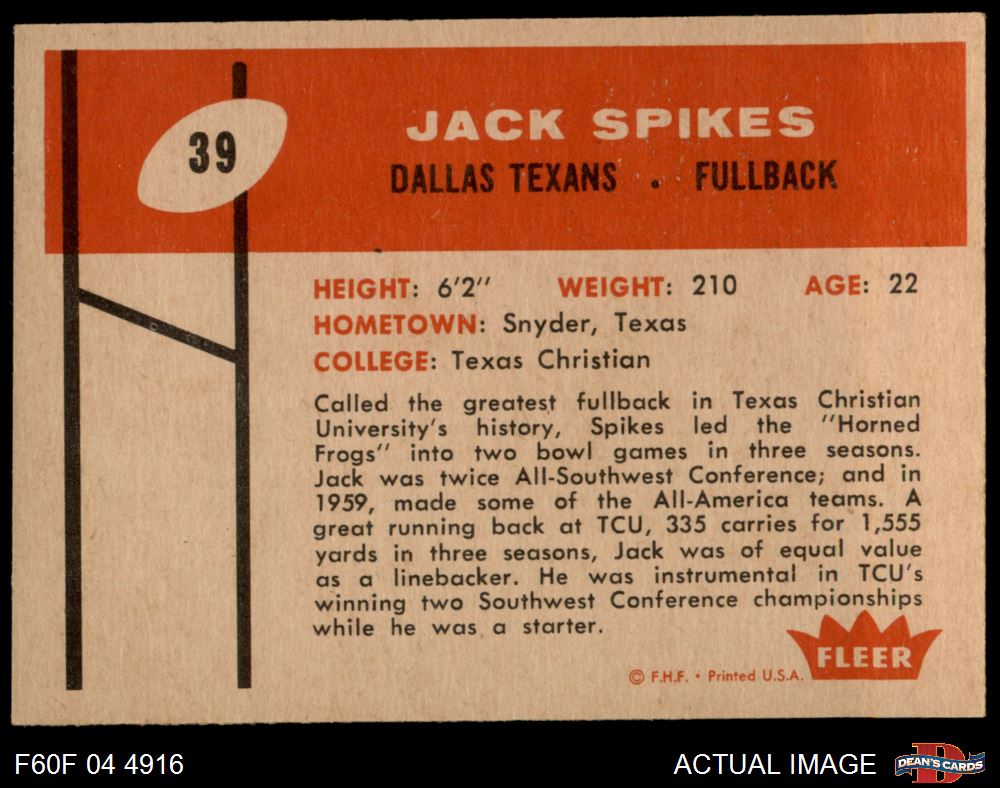 39
JACK SPIKES
DALLAS TEXANS • FULLBACK
HEIGHT: 6'2" WEIGHT: 210 AGE: 22
HOMETOWN: Snyder, Texas
COLLEGE: Texas Christian
Called the greatest fullback in Texas Christian
University's history, Spikes led the "Horned
Frogs" into two bowl games in three seasons.
Jack was twice All-Southwest Conference; and in
1959, made some of the All-America teams. A
great running back at TCU, 335 carries for 1,555
yards in three seasons, Jack was of equal value
as a linebacker. He was instrumental in TCU's
winning two Southwest Conference championships
while he was a starter.
FLEER
© F.H.F. • Printed U.S.A.
F60F 04 4916
ACTUAL IMAGE
D
DEAN'S CARDS